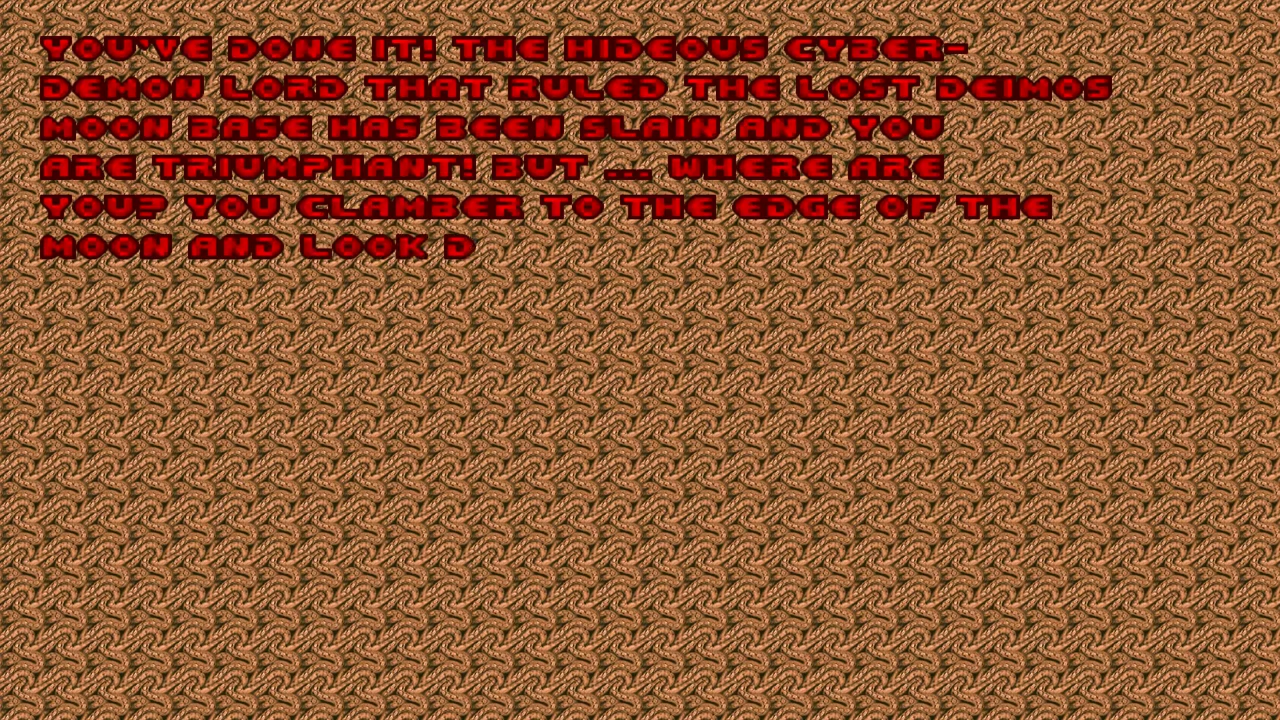 YOU'VE DONE IT! THE HIDEOUS CYBER-
DEMON LORD THAT RULED THE LOST DEIMOS
MOON BASE HAS BEEN SLAIN AND YOU
ARE TRIUMPHANT! BUT ... WHERE ARE
YOU? YOU CLAMBER TO THE EDGE OF THE
MOON AND LOOK D